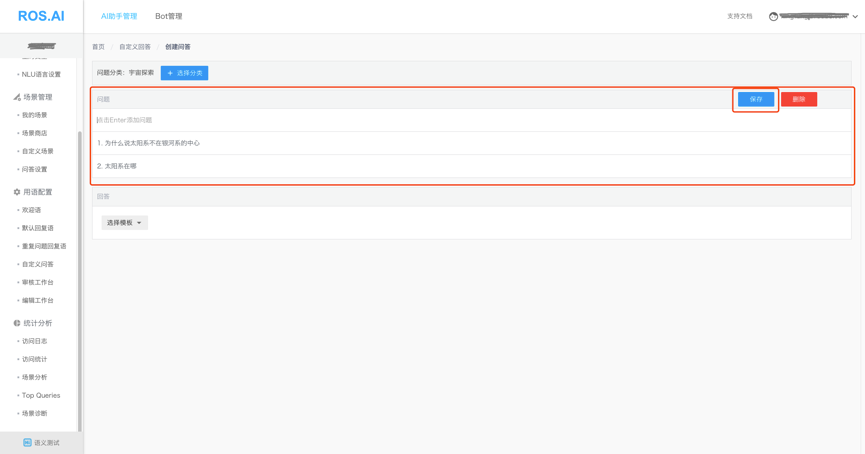 ROS.AI
AI助手管理
Bot管理
支持文档
首页 / 自定义回答 / 创建问答
NLU语言设置
场景管理
我的场景
场景商店
自定义场景
问答设置
用语配置
欢迎语
默认回复语
重复问题回复语
自定义问答
审核工作台
编辑工作台
统计分析
访问日志
访问统计
场景分析
Top Queries
场景诊断
语义测试
问题分类: 宇宙探索
+ 选择分类
问题
保存
删除
点击Enter添加问题
1. 为什么说太阳系不在银河系的中心
2. 太阳系在哪
回答
选择模板